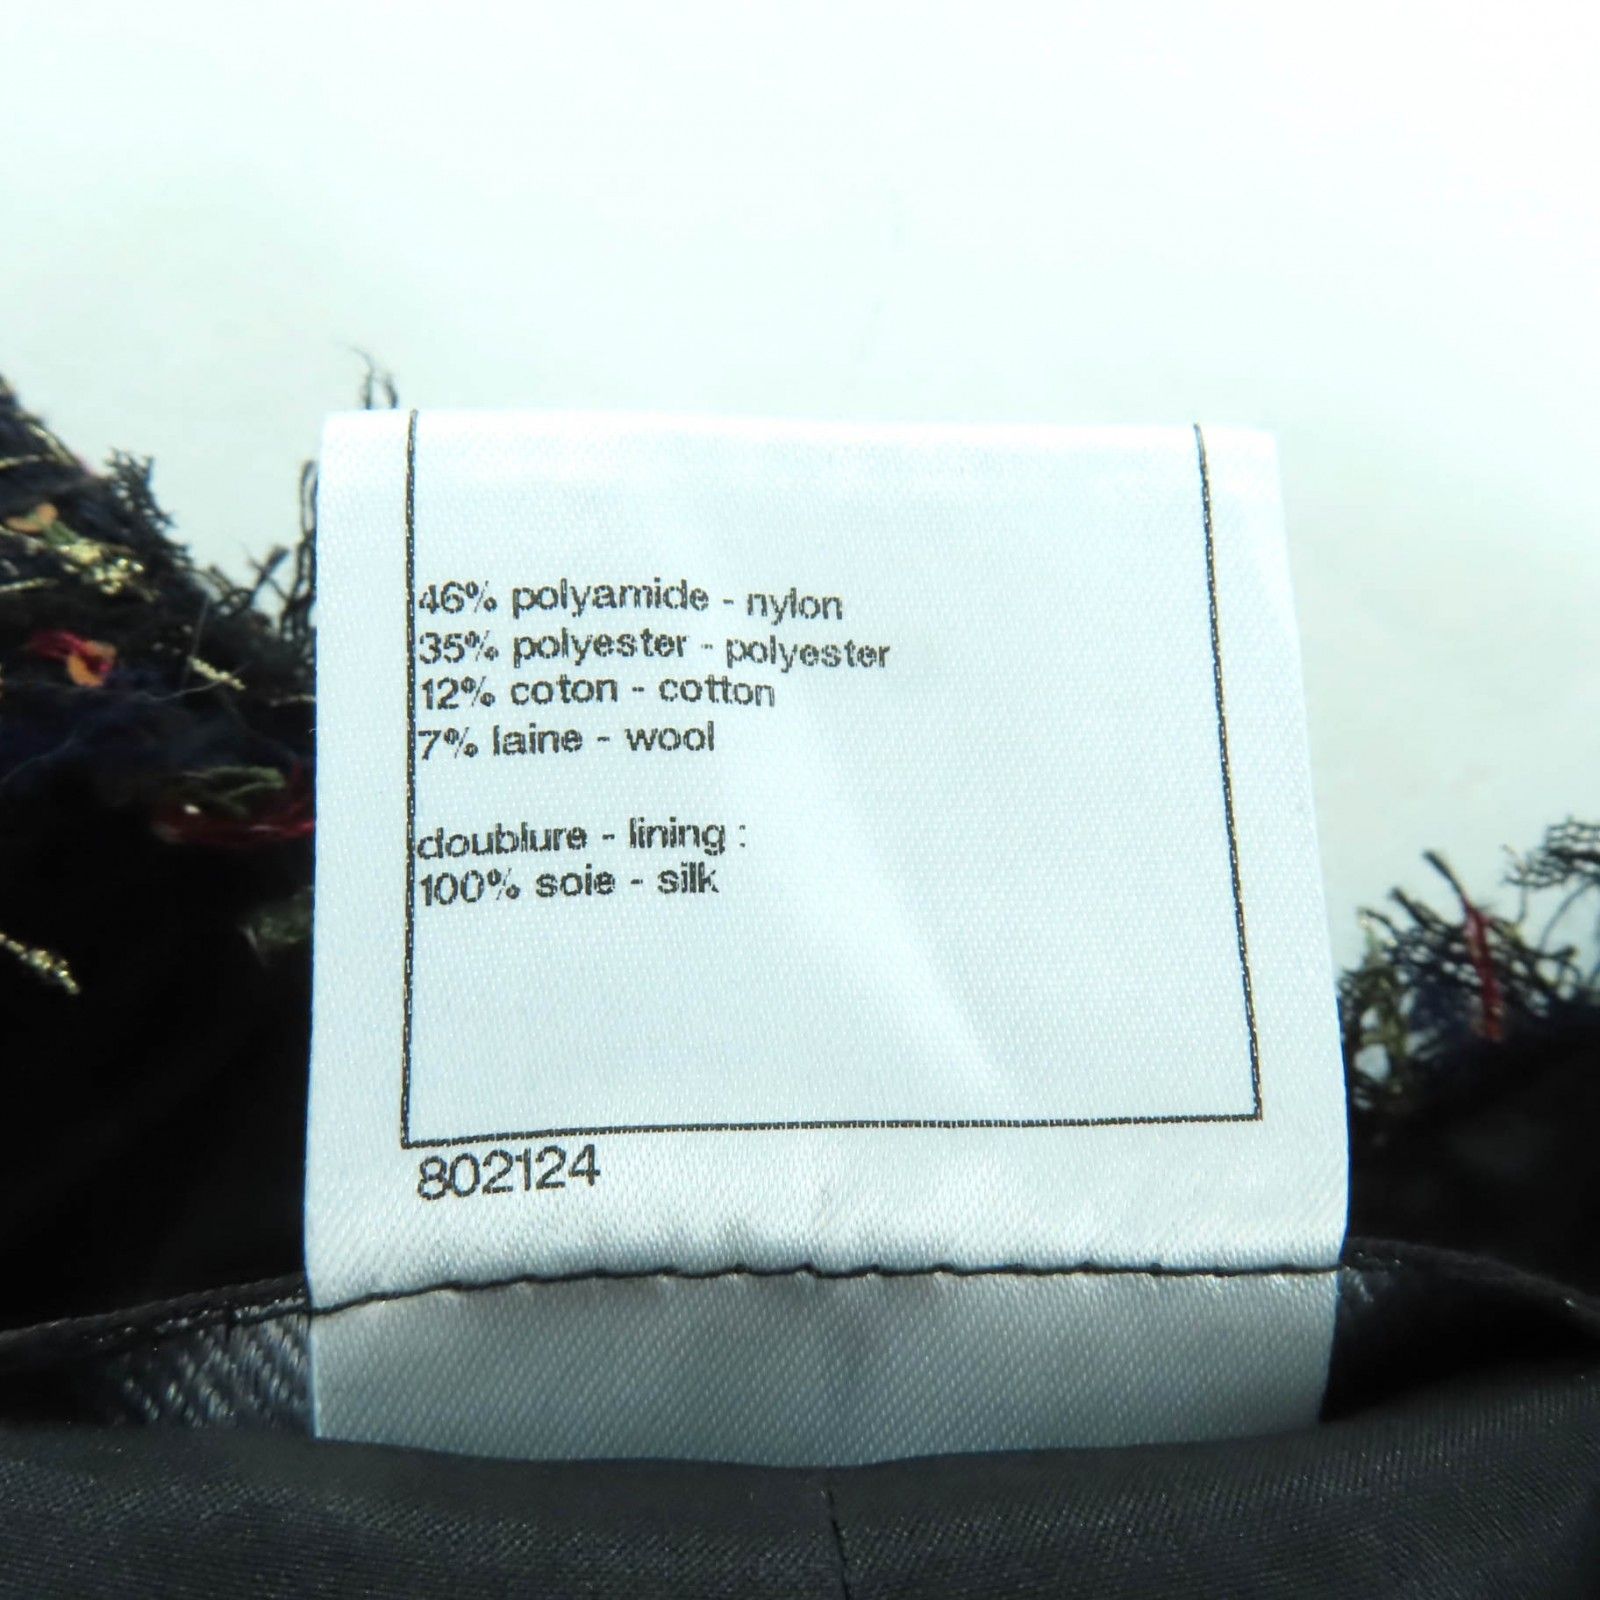 46% polyamide - nylon
35% polyester - polyester
12% coton - cotton
7% laine - wool
doublure - lining :
100% soie - silk
802124